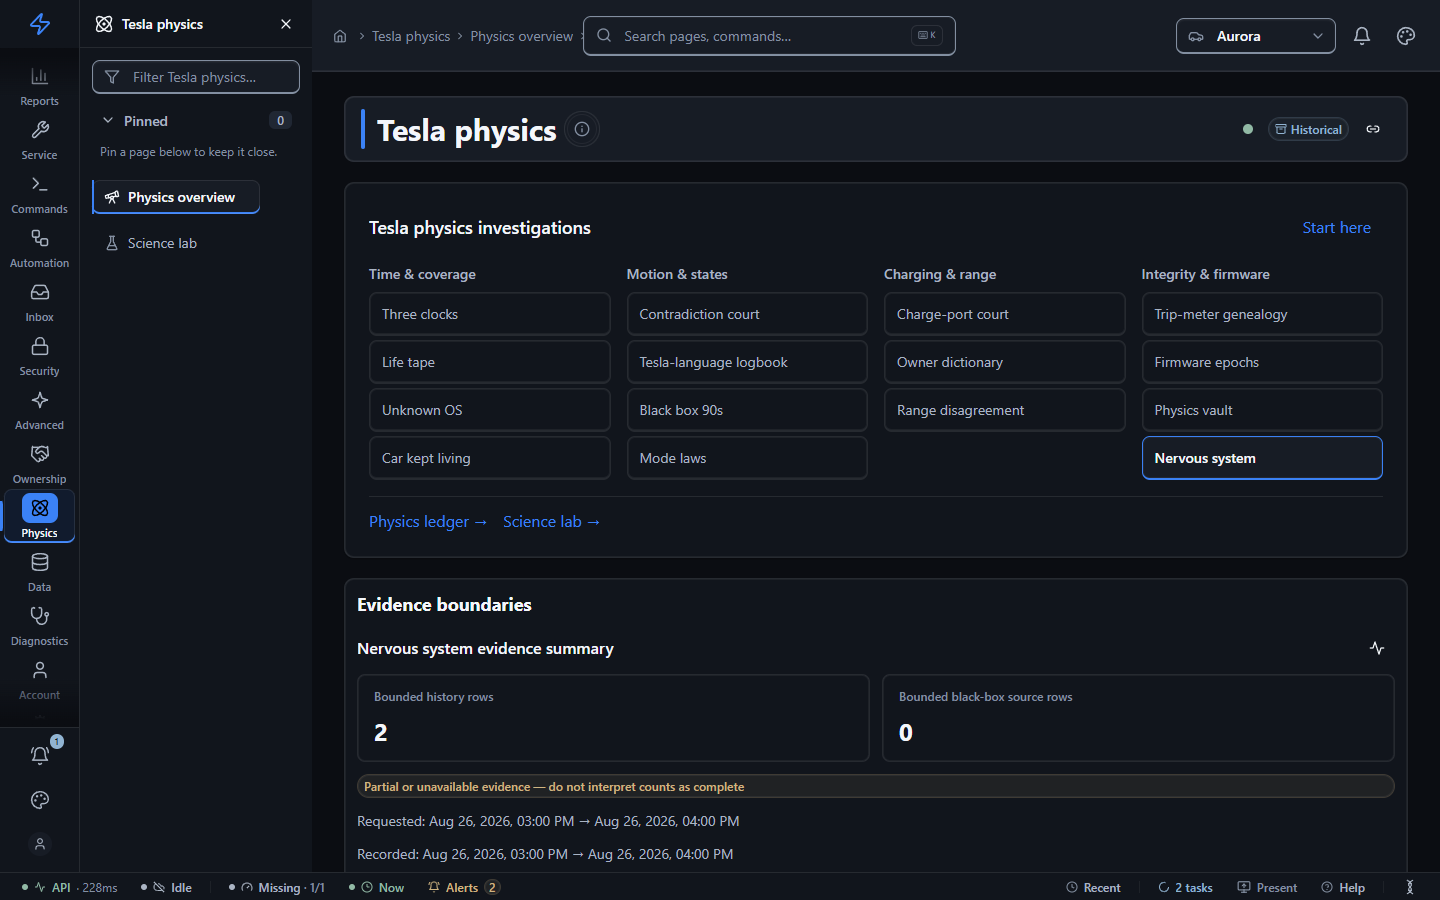 Tesla physics
Tesla physics
Physics overview
Search pages, commands...
K
Aurora
Reports
Service
Commands
Automation
Inbox
Security
Advanced
Ownership
Physics
Data
Diagnostics
Account
1
Filter Tesla physics...
Pinned
0
Pin a page below to keep it close.
Physics overview
Science lab
Tesla physics
Historical
Tesla physics investigations
Start here
Time & coverage
Three clocks
Life tape
Unknown OS
Car kept living
Motion & states
Contradiction court
Tesla-language logbook
Black box 90s
Mode laws
Charging & range
Charge-port court
Owner dictionary
Range disagreement
Integrity & firmware
Trip-meter genealogy
Firmware epochs
Physics vault
Nervous system
Physics ledger →
Science lab →
Evidence boundaries
Nervous system evidence summary
Bounded history rows
2
Bounded black-box source rows
0
Partial or unavailable evidence — do not interpret counts as complete
Requested: Aug 26, 2026, 03:00 PM → Aug 26, 2026, 04:00 PM
Recorded: Aug 26, 2026, 03:00 PM → Aug 26, 2026, 04:00 PM
API · 228ms
Idle
Missing · 1/1
Now
Alerts 2
Recent
2 tasks
Present
Help